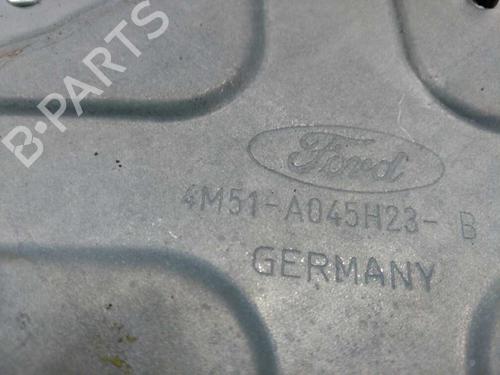 B-PARTS
Ford
4M51-A045H23- B
GERMANY